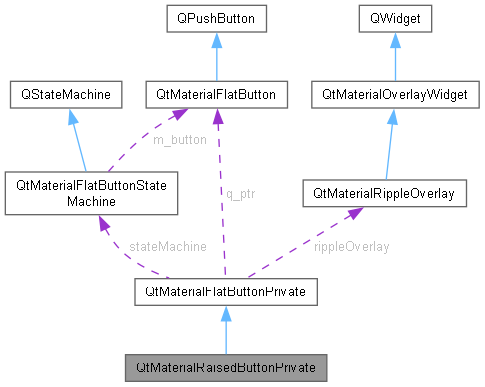 QPushButton
QWidget
QStateMachine
QtMaterialFlatButton
QtMaterialOverlayWidget
m_button
QtMaterialFlatButtonState
Machine
q_ptr
QtMaterialRippleOverlay
stateMachine
rippleOverlay
QtMaterialFlatButtonPrivate
QtMaterialRaisedButtonPrivate